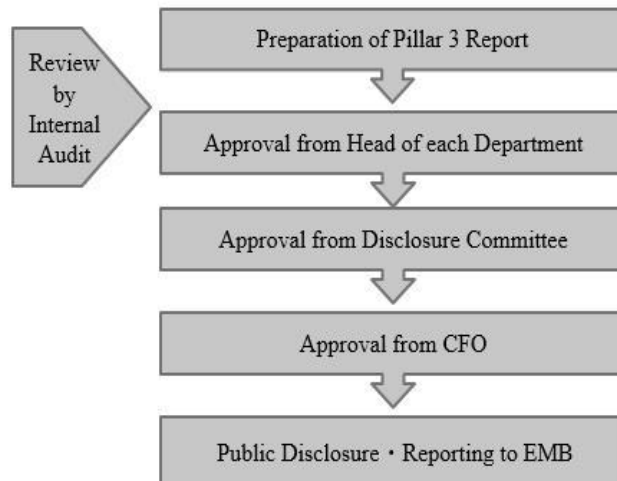 Preparation of Pillar 3 Report
Review
by
Internal
Audit
Approval from Head of each Department
Approval from Disclosure Committee
Approval from CFO
Public Disclosure・Reporting to EMB